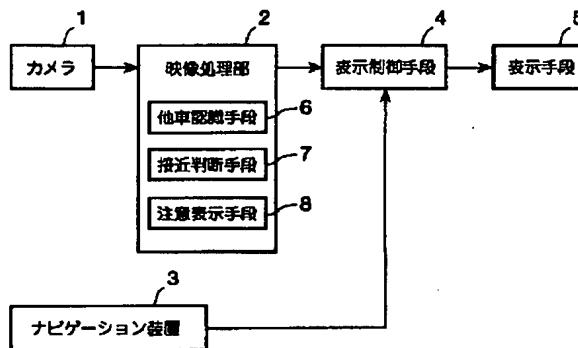 1
2
4
5
カメラ
映像処理部
表示制御手段
表示手段
他車認識手段
6
接近判断手段
7
注意表示手段
8
3
ナビゲーション装置